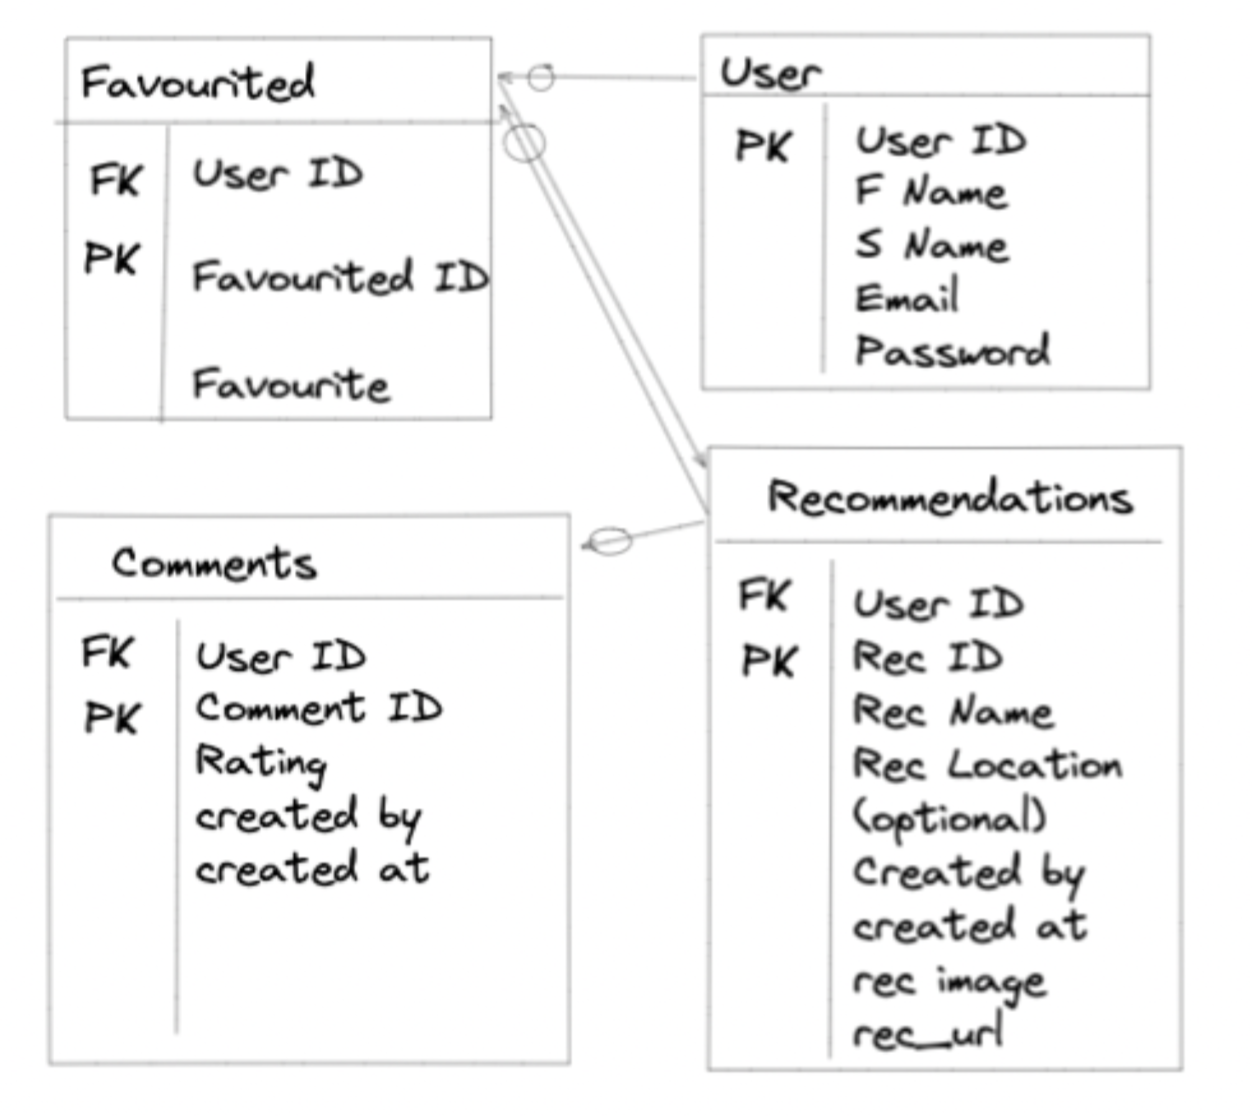 Favourited
FK User ID
PK
Favourited ID
Favourite
User
PK User ID
F Name
S Name
Email
Password
Comments
FK User ID
PK Comment ID
Rating
created by
created at
Recommendations
FK User ID
PK Rec ID
Rec Name
Rec Location
(optional)
Created by
created at
rec image
rec_url